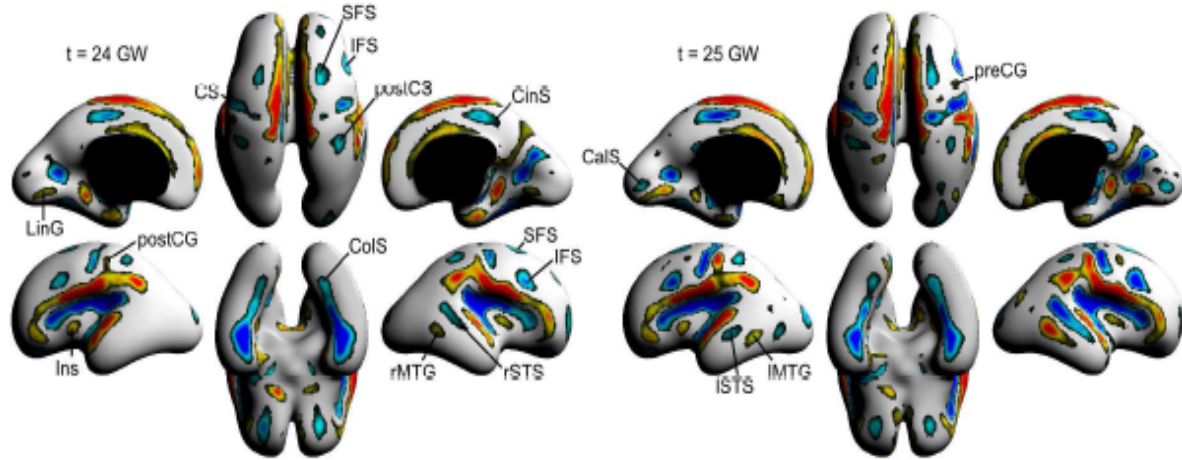 t = 24 GW
SFS
IFS
CS
postCS
CinS
LinG
postCG
ColS
SFS
IFS
Ins
rMTG
rSTS
t = 25 GW
preCG
CalS
lSTS
lMTG